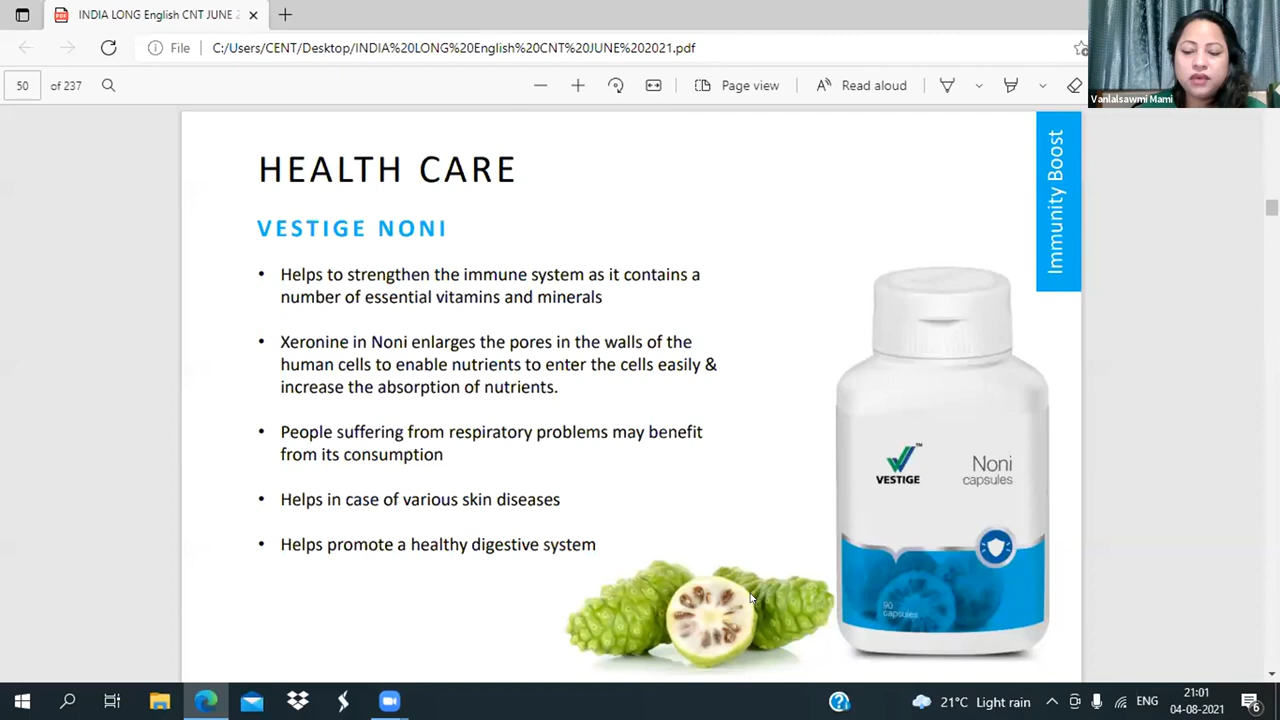 INDIA LONG English CNT JUNE 2
File
C:/Users/CENT/Desktop/INDIA%20LONG%20English%20CNT%20JUNE%202021.pdf
50 of 237
Page view
Read aloud
Vanlalsawmi Mami
HEALTH CARE
Immunity Boost
VESTIGE NONI
• Helps to strengthen the immune system as it contains a
number of essential vitamins and minerals
• Xeronine in Noni enlarges the pores in the walls of the
human cells to enable nutrients to enter the cells easily &
increase the absorption of nutrients.
• People suffering from respiratory problems may benefit
from its consumption
• Helps in case of various skin diseases
• Helps promote a healthy digestive system
VESTIGE
TM
Noni
capsules
90
capsules
21°C Light rain
ENG
21:01
04-08-2021
6